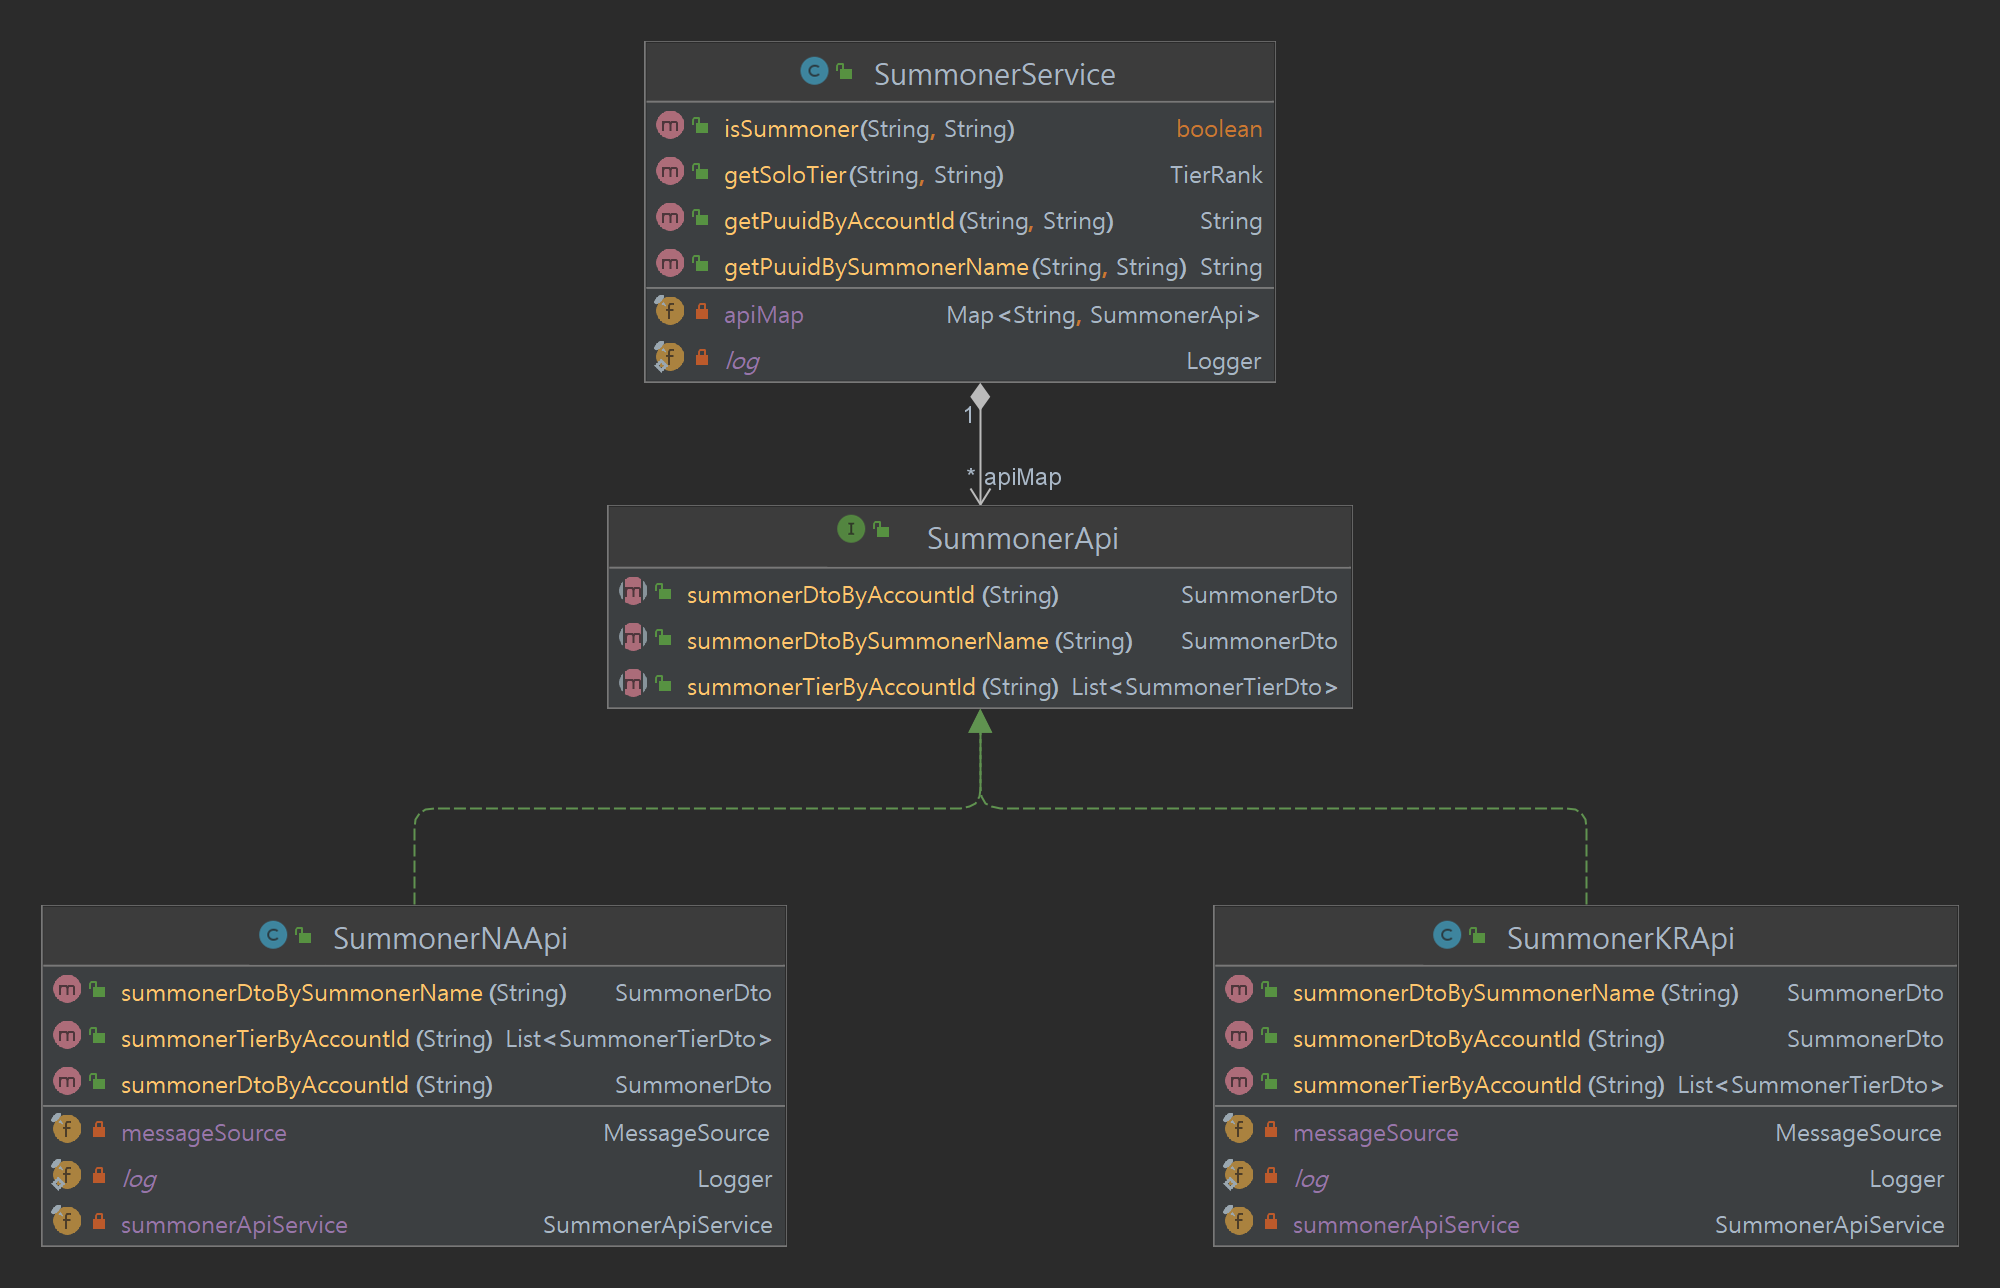 C SummonerService
m isSummoner(String, String) boolean
m getSoloTier(String, String) TierRank
m getPuuidByAccountId(String, String) String
m getPuuidBySummonerName(String, String) String
f apiMap Map<String, SummonerApi>
f log Logger
1
* apiMap
I SummonerApi
m summonerDtoByAccountId (String) SummonerDto
m summonerDtoBySummonerName (String) SummonerDto
m summonerTierByAccountId (String) List<SummonerTierDto>
C SummonerNAApi
m summonerDtoBySummonerName (String) SummonerDto
m summonerTierByAccountId (String) List<SummonerTierDto>
m summonerDtoByAccountId (String) SummonerDto
f messageSource MessageSource
f log Logger
f summonerApiService SummonerApiService
C SummonerKRApi
m summonerDtoBySummonerName (String) SummonerDto
m summonerDtoByAccountId (String) SummonerDto
m summonerTierByAccountId (String) List<SummonerTierDto>
f messageSource MessageSource
f log Logger
f summonerApiService SummonerApiService